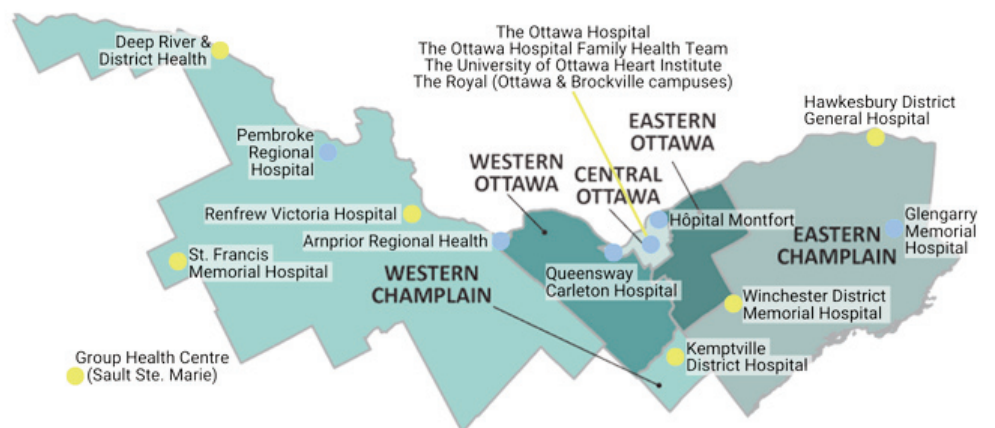 The Ottawa Hospital
The Ottawa Hospital Family Health Team
The University of Ottawa Heart Institute
The Royal (Ottawa & Brockville campuses)
Deep River &
District Health
Hawkesbury District
General Hospital
Pembroke
Regional
Hospital
EASTERN
OTTAWA
WESTERN
OTTAWA
CENTRAL
OTTAWA
Renfrew Victoria Hospital
Hôpital Montfort
Glengarry
Memorial
Hospital
Arnprior Regional Health
EASTERN
CHAMPLAIN
St. Francis
Memorial Hospital
WESTERN
CHAMPLAIN
Queensway
Carleton Hospital
Winchester District
Memorial Hospital
Kemptville
District Hospital
Group Health Centre
(Sault Ste. Marie)